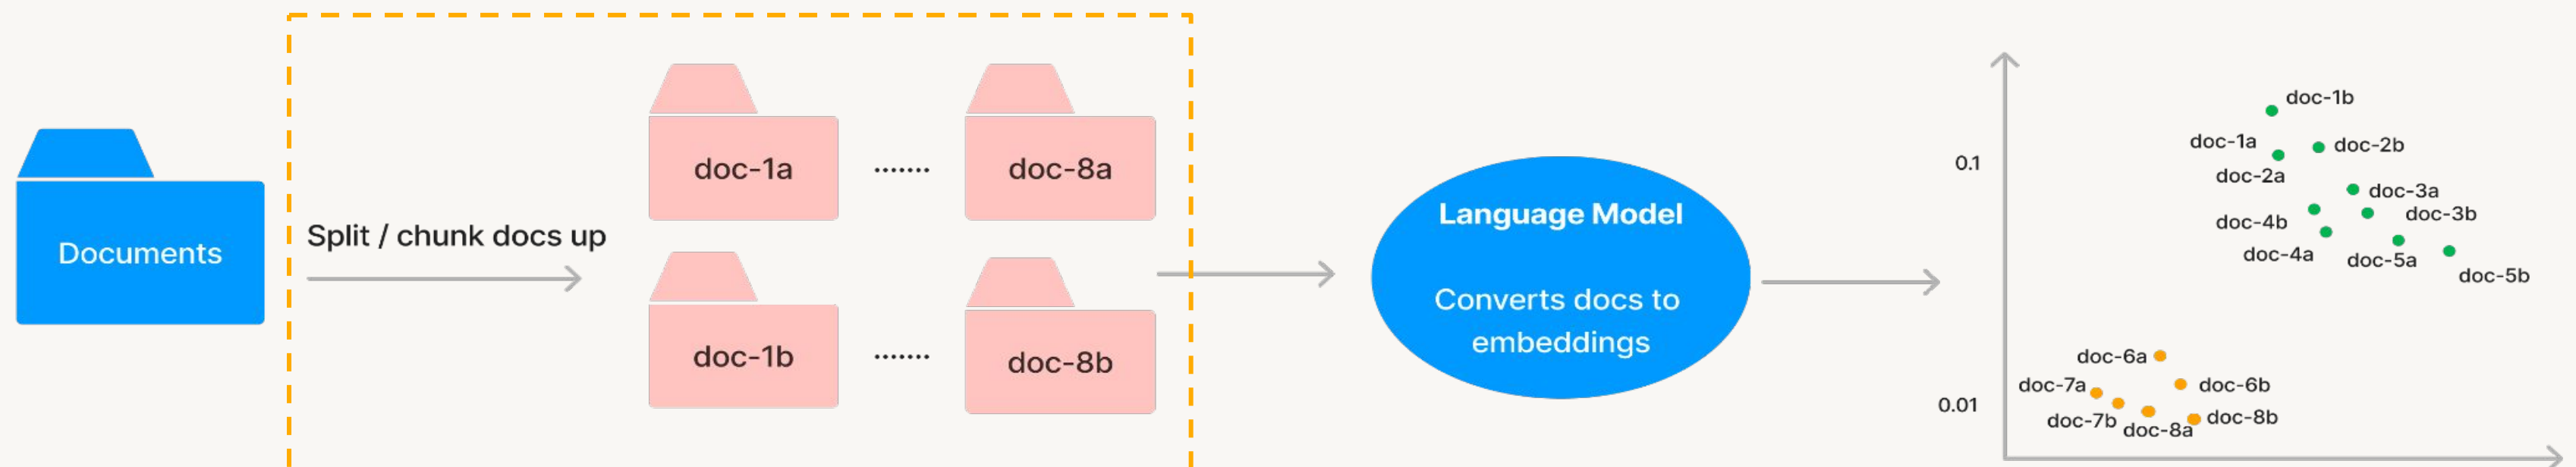 Documents
Split / chunk docs up
doc-1a
.......
doc-8a
doc-1b
.......
doc-8b
Language Model
Converts docs to
embeddings
0.1
0.01
doc-1b
doc-1a
doc-2b
doc-2a
doc-3a
doc-3b
doc-4b
doc-4a
doc-5a
doc-5b
doc-6a
doc-7a
doc-6b
doc-7b
doc-8a
doc-8b